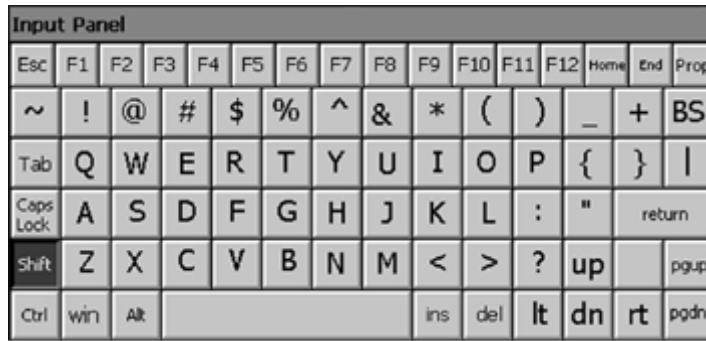 Input Panel
Esc F1 F2 F3 F4 F5 F6 F7 F8 F9 F10 F11 F12 Home End Prop
~ ! @ # $ % ^ & * ( ) _ + BS
Tab Q W E R T Y U I O P { } |
Caps Lock A S D F G H J K L : " return
Shift Z X C V B N M < > ? up pgup
Ctrl win Alt ins del lt dn rt pgdn